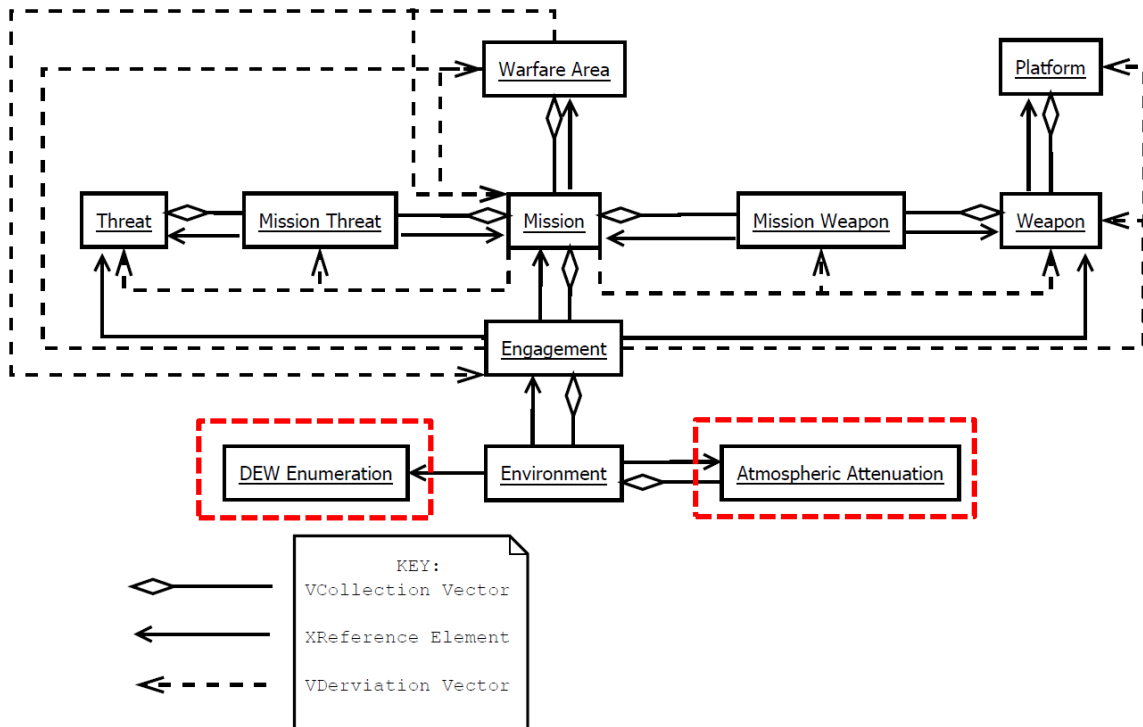 Warfare Area
Platform
Threat
Mission Threat
Mission
Mission Weapon
Weapon
Engagement
DEW Enumeration
Environment
Atmospheric Attenuation
KEY:
VCollection Vector
XReference Element
VDerviation Vector